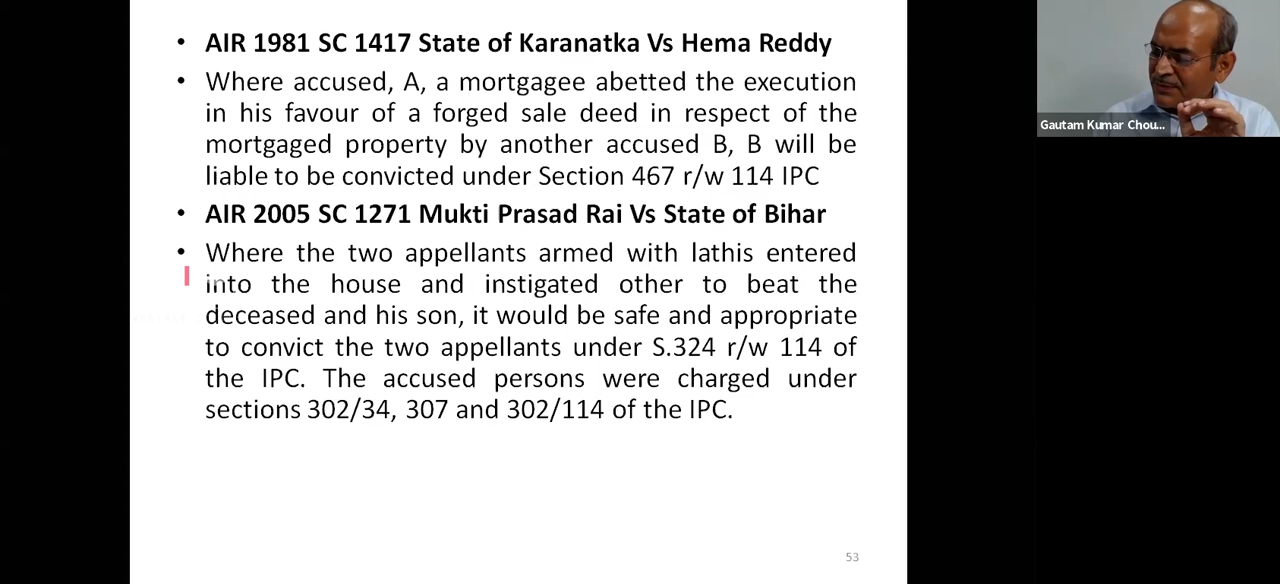 • AIR 1981 SC 1417 State of Karanatka Vs Hema Reddy
• Where accused, A, a mortgagee abetted the execution
in his favour of a forged sale deed in respect of the
mortgaged property by another accused B, B will be
liable to be convicted under Section 467 r/w 114 IPC
• AIR 2005 SC 1271 Mukti Prasad Rai Vs State of Bihar
• Where the two appellants armed with lathis entered
into the house and instigated other to beat the
deceased and his son, it would be safe and appropriate
to convict the two appellants under S.324 r/w 114 of
the IPC. The accused persons were charged under
sections 302/34, 307 and 302/114 of the IPC.
53
Gautam Kumar Chou...